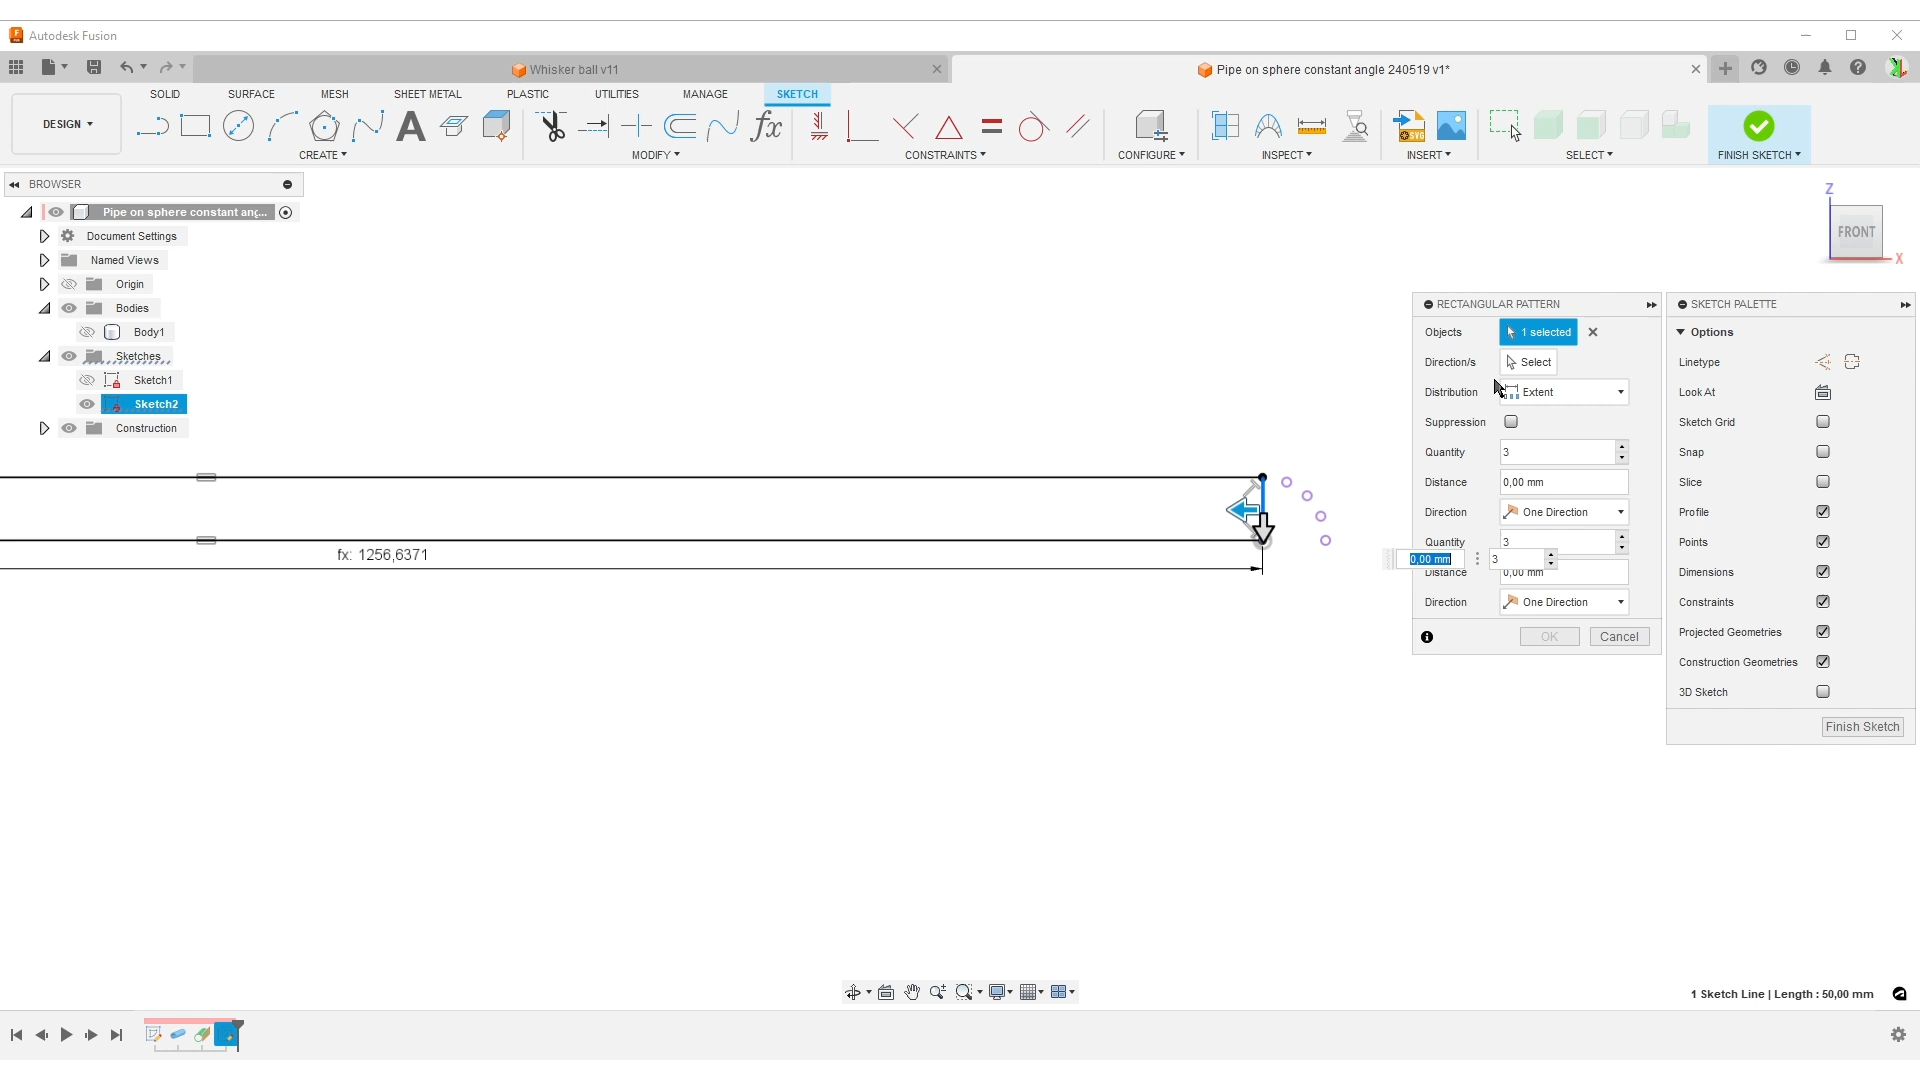 Autodesk Fusion
Whisker ball v11
Pipe on sphere constant angle 240519 v1*
SOLID
SURFACE
MESH
SHEET METAL
PLASTIC
UTILITIES
MANAGE
SKETCH
DESIGN
CREATE
MODIFY
CONSTRAINTS
CONFIGURE
INSPECT
INSERT
SELECT
FINISH SKETCH
BROWSER
Pipe on sphere constant ang...
Document Settings
Named Views
Origin
Bodies
Body1
Sketches
Sketch1
Sketch2
Construction
Z
FRONT
X
fx: 1256,6371
RECTANGULAR PATTERN
Objects 1 selected
Direction/s Select
Distribution Extent
Suppression
Quantity 3
Distance 0,00 mm
Direction One Direction
Quantity 3
0,00 mm 3
Distance 0,00 mm
Direction One Direction
OK Cancel
SKETCH PALETTE
Options
Linetype
Look At
Sketch Grid
Snap
Slice
Profile
Points
Dimensions
Constraints
Projected Geometries
Construction Geometries
3D Sketch
Finish Sketch
1 Sketch Line | Length : 50,00 mm